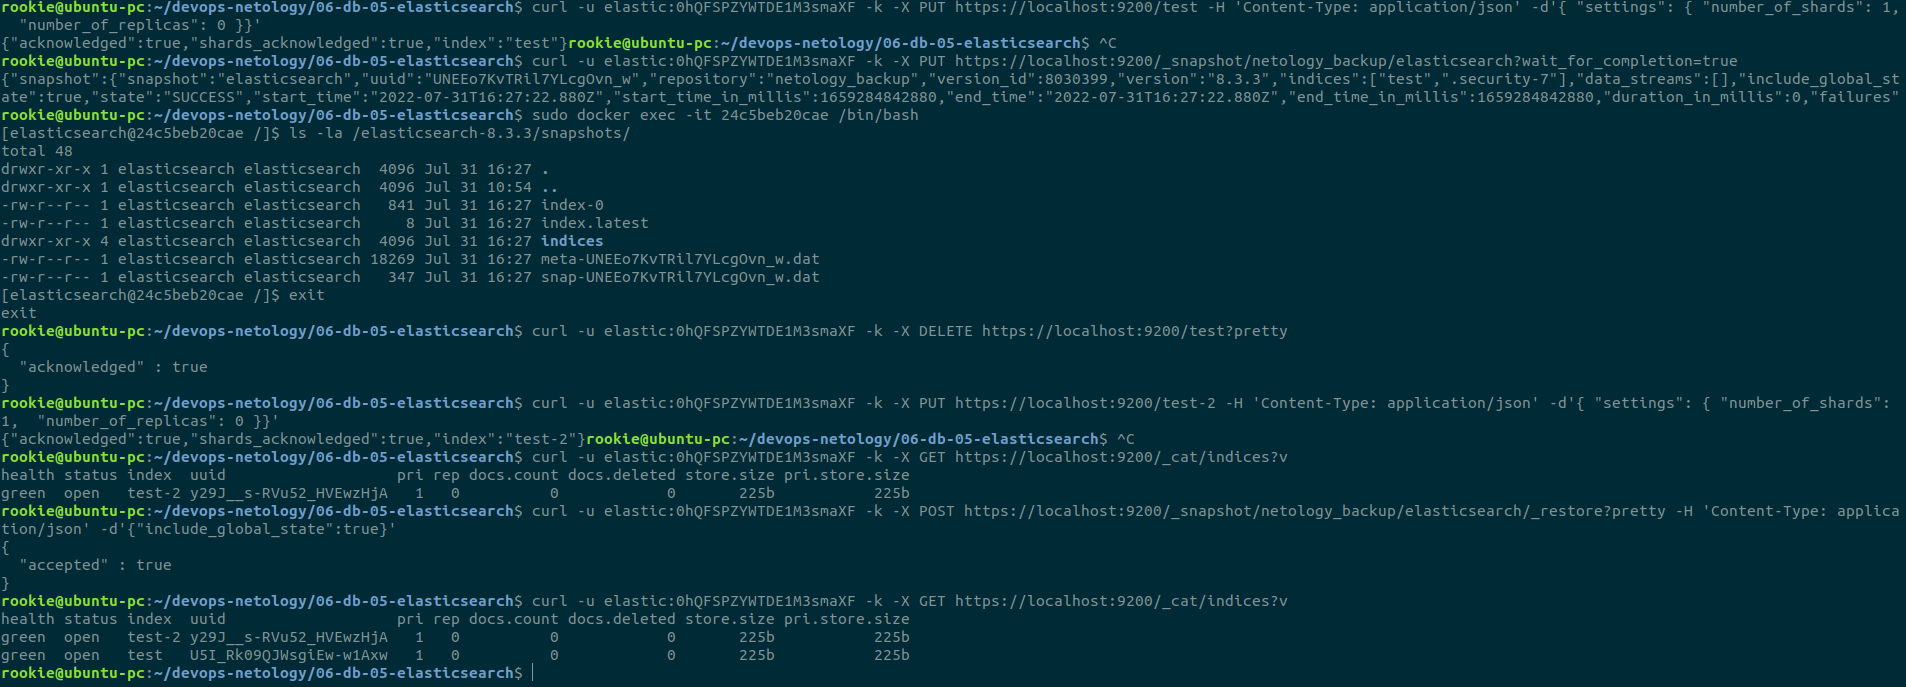 rookie@ubuntu-pc:~/devops-netology/06-db-05-elasticsearch$ curl -u elastic:0hQFSPZYWTDE1M3smaXF -k -X PUT https://localhost:9200/test -H 'Content-Type: application/json' -d'{ "settings": { "number_of_shards": 1,
  "number_of_replicas": 0 }}'
{"acknowledged":true,"shards_acknowledged":true,"index":"test"}rookie@ubuntu-pc:~/devops-netology/06-db-05-elasticsearch$ ^C
rookie@ubuntu-pc:~/devops-netology/06-db-05-elasticsearch$ curl -u elastic:0hQFSPZYWTDE1M3smaXF -k -X PUT https://localhost:9200/_snapshot/netology_backup/elasticsearch?wait_for_completion=true
{"snapshot":{"snapshot":"elasticsearch","uuid":"UNEEo7KvTRil7YLcgOvn_w","repository":"netology_backup","version_id":8030399,"version":"8.3.3","indices":["test",".security-7"],"data_streams":[],"include_global_st
ate":true,"state":"SUCCESS","start_time":"2022-07-31T16:27:22.880Z","start_time_in_millis":1659284842880,"end_time":"2022-07-31T16:27:22.880Z","end_time_in_millis":1659284842880,"duration_in_millis":0,"failures"
rookie@ubuntu-pc:~/devops-netology/06-db-05-elasticsearch$ sudo docker exec -it 24c5beb20cae /bin/bash
[elasticsearch@24c5beb20cae /]$ ls -la /elasticsearch-8.3.3/snapshots/
total 48
drwxr-xr-x 1 elasticsearch elasticsearch  4096 Jul 31 16:27 .
drwxr-xr-x 1 elasticsearch elasticsearch  4096 Jul 31 10:54 ..
-rw-r--r-- 1 elasticsearch elasticsearch   841 Jul 31 16:27 index-0
-rw-r--r-- 1 elasticsearch elasticsearch     8 Jul 31 16:27 index.latest
drwxr-xr-x 4 elasticsearch elasticsearch  4096 Jul 31 16:27 indices
-rw-r--r-- 1 elasticsearch elasticsearch 18269 Jul 31 16:27 meta-UNEEo7KvTRil7YLcgOvn_w.dat
-rw-r--r-- 1 elasticsearch elasticsearch   347 Jul 31 16:27 snap-UNEEo7KvTRil7YLcgOvn_w.dat
[elasticsearch@24c5beb20cae /]$ exit
exit
rookie@ubuntu-pc:~/devops-netology/06-db-05-elasticsearch$ curl -u elastic:0hQFSPZYWTDE1M3smaXF -k -X DELETE https://localhost:9200/test?pretty
{
  "acknowledged" : true
}
rookie@ubuntu-pc:~/devops-netology/06-db-05-elasticsearch$ curl -u elastic:0hQFSPZYWTDE1M3smaXF -k -X PUT https://localhost:9200/test-2 -H 'Content-Type: application/json' -d'{ "settings": { "number_of_shards":
1,  "number_of_replicas": 0 }}'
{"acknowledged":true,"shards_acknowledged":true,"index":"test-2"}rookie@ubuntu-pc:~/devops-netology/06-db-05-elasticsearch$ ^C
rookie@ubuntu-pc:~/devops-netology/06-db-05-elasticsearch$ curl -u elastic:0hQFSPZYWTDE1M3smaXF -k -X GET https://localhost:9200/_cat/indices?v
health status index  uuid                   pri rep docs.count docs.deleted store.size pri.store.size
green  open   test-2 y29J__s-RVu52_HVEwzHjA   1   0          0            0       225b           225b
rookie@ubuntu-pc:~/devops-netology/06-db-05-elasticsearch$ curl -u elastic:0hQFSPZYWTDE1M3smaXF -k -X POST https://localhost:9200/_snapshot/netology_backup/elasticsearch/_restore?pretty -H 'Content-Type: applica
tion/json' -d'{"include_global_state":true}'
{
  "accepted" : true
}
rookie@ubuntu-pc:~/devops-netology/06-db-05-elasticsearch$ curl -u elastic:0hQFSPZYWTDE1M3smaXF -k -X GET https://localhost:9200/_cat/indices?v
health status index  uuid                   pri rep docs.count docs.deleted store.size pri.store.size
green  open   test-2 y29J__s-RVu52_HVEwzHjA   1   0          0            0       225b           225b
green  open   test   U5I_Rk09QJWsgiEw-w1Axw   1   0          0            0       225b           225b
rookie@ubuntu-pc:~/devops-netology/06-db-05-elasticsearch$